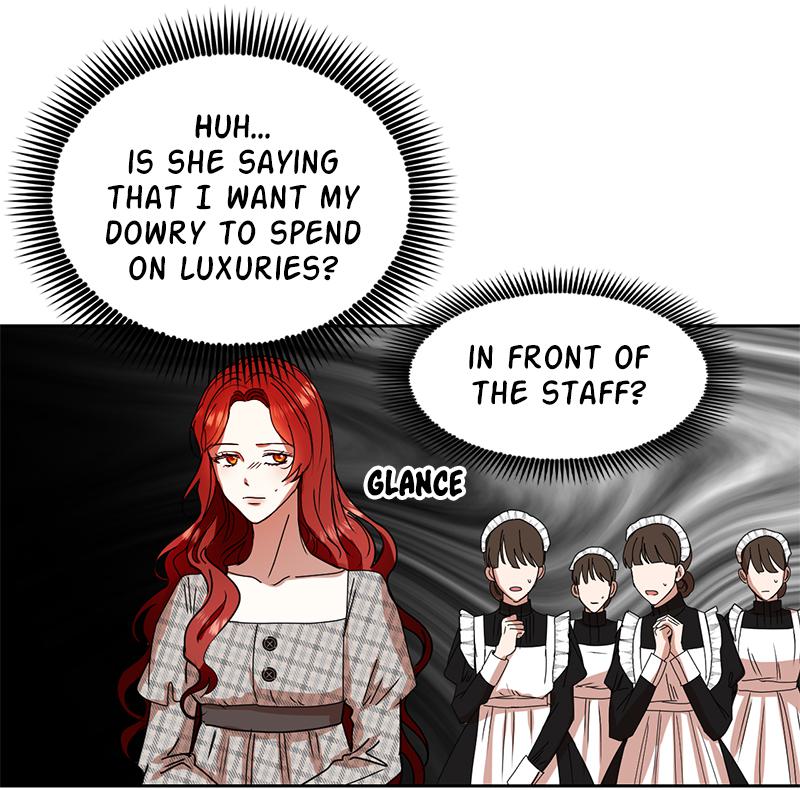 HUH...
IS SHE SAYING
THAT I WANT MY
DOWRY TO SPEND
ON LUXURIES?
IN FRONT OF
THE STAFF?
GLANCE